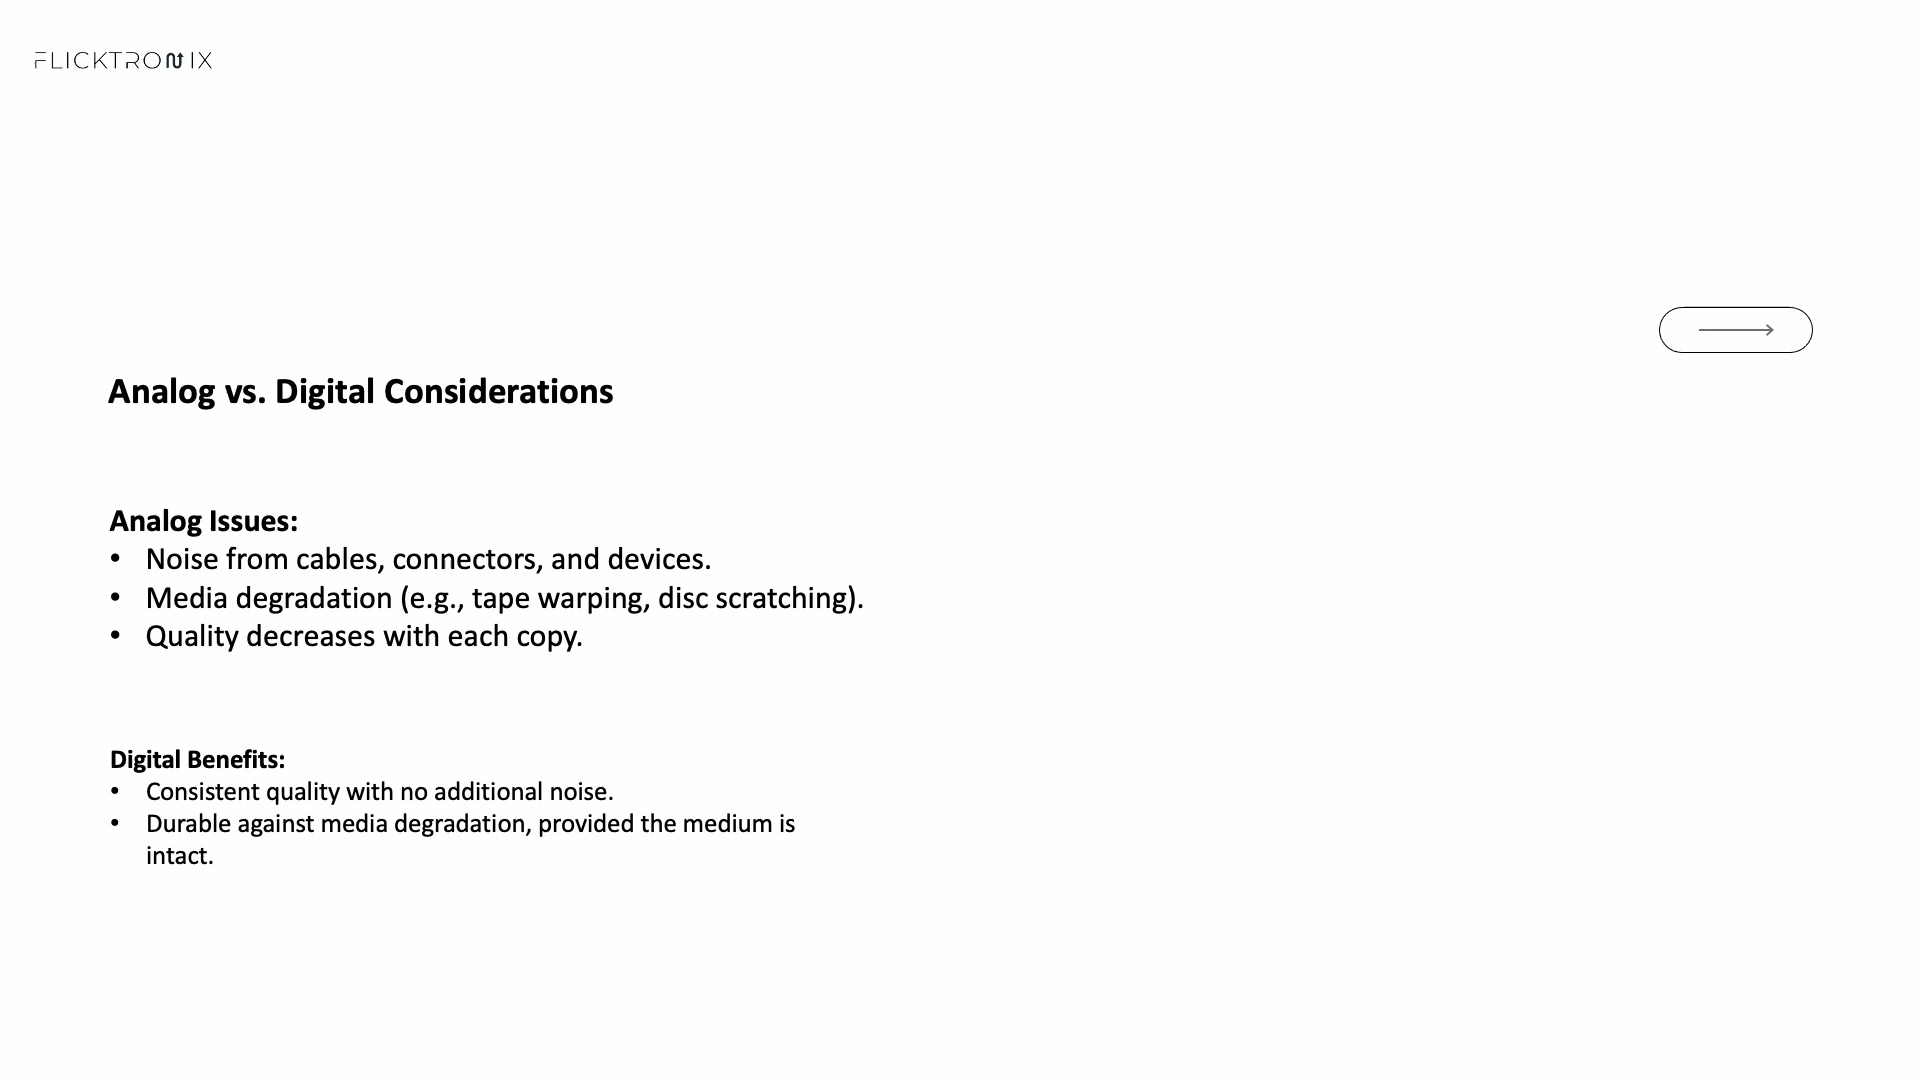 FLICKTRONIX
Analog vs. Digital Considerations
Analog Issues:
• Noise from cables, connectors, and devices.
• Media degradation (e.g., tape warping, disc scratching).
• Quality decreases with each copy.
Digital Benefits:
• Consistent quality with no additional noise.
• Durable against media degradation, provided the medium is
intact.